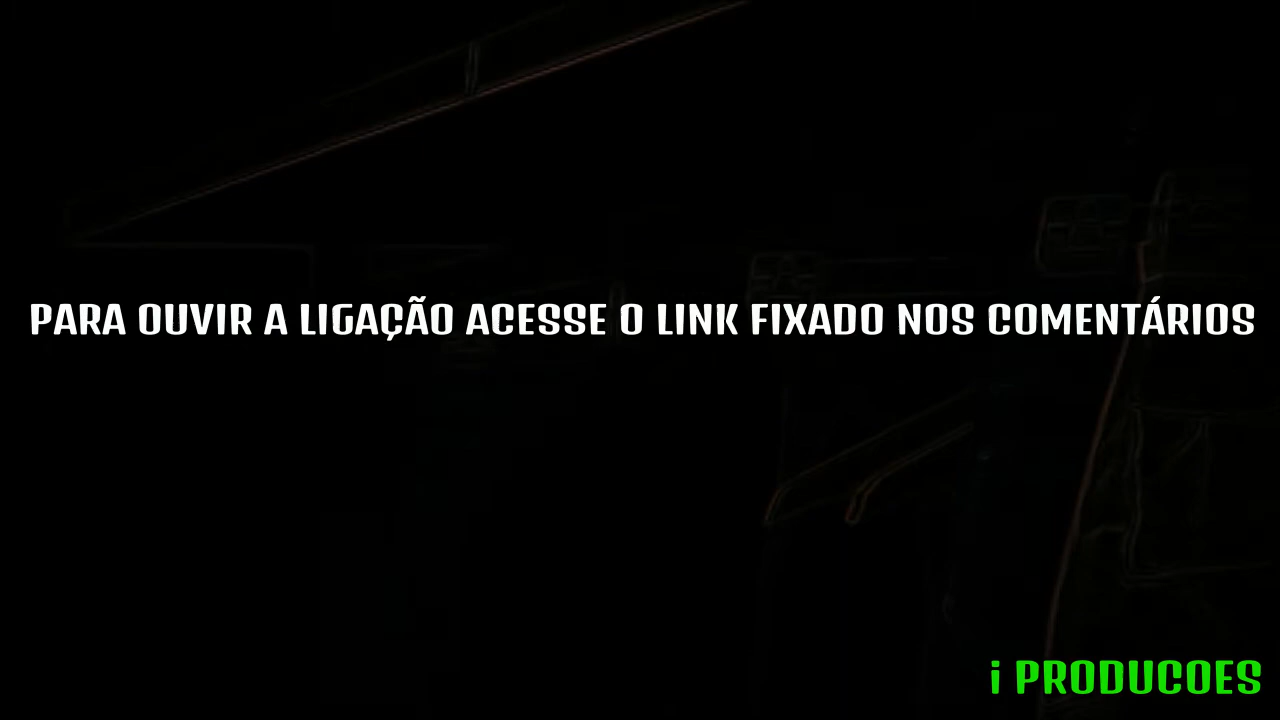 PARA OUVIR A LIGAÇÃO ACESSE O LINK FIXADO NOS COMENTÁRIOS
i PRODUCOES